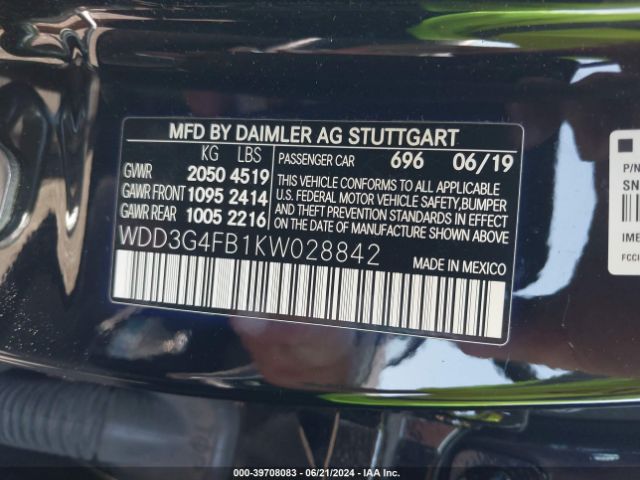 MFD BY DAIMLER AG STUTTGART
KG LBS
GVWR 2050 4519
GAWR FRONT 1095 2414
GAWR REAR 1005 2216
PASSENGER CAR 696 06/19
THIS VEHICLE CONFORMS TO ALL APPLICABLE
U.S. FEDERAL MOTOR VEHICLE SAFETY,BUMPER
AND THEFT PREVENTION STANDARDS IN EFFECT ON THE
DATE OF MANUFACTURE SHOWN ABOVE.
WDD3G4FB1KW028842
MADE IN MEXICO
P/N
SN
IME
FCCI
000-39708083 / 06/21/2024 / IAA Inc.